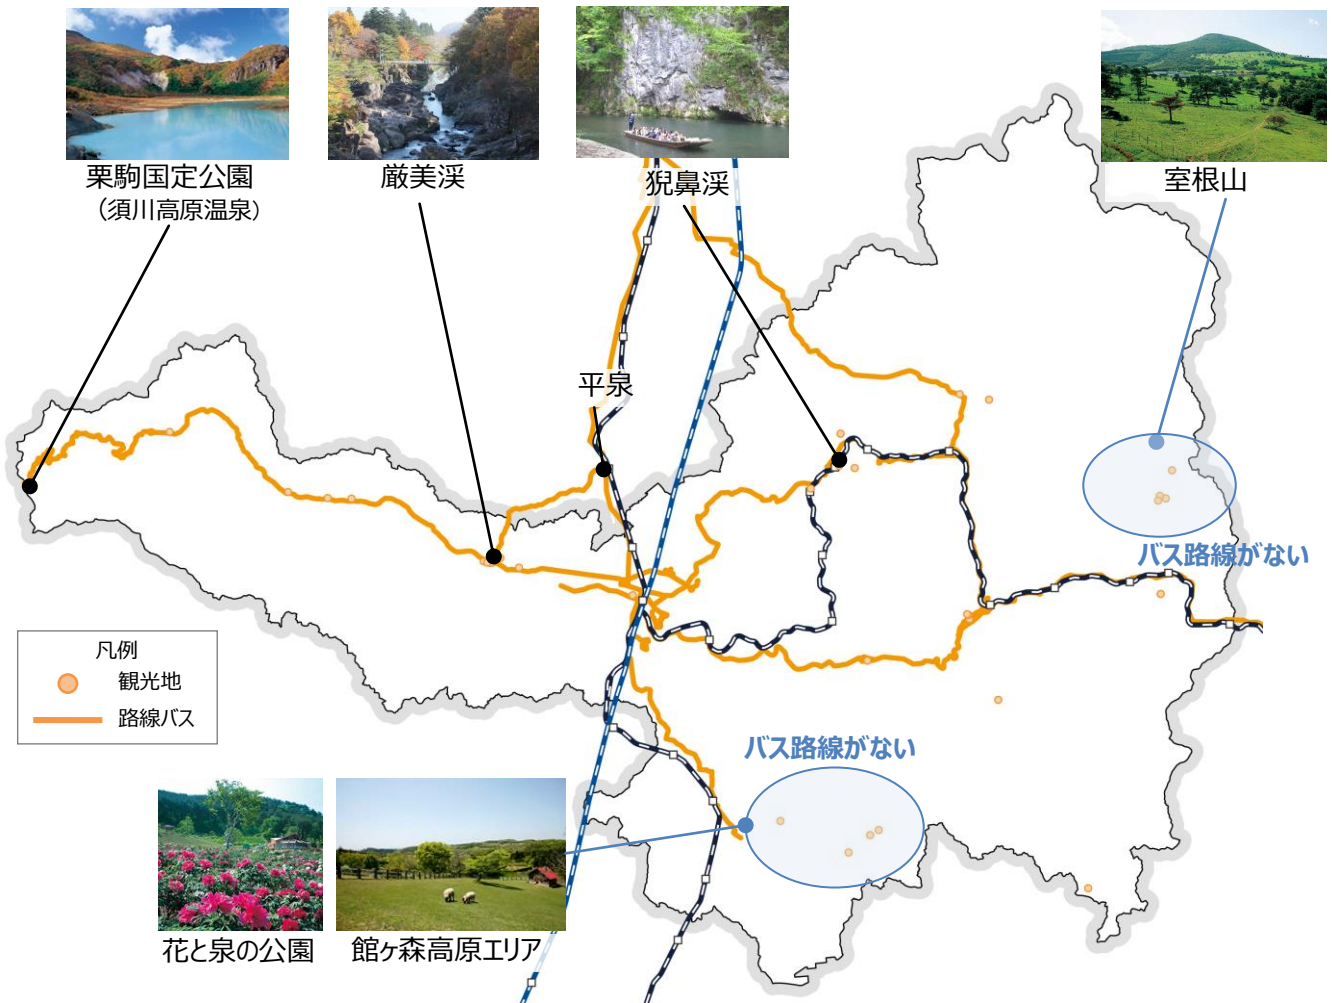 栗駒国定公園
（須川高原温泉）
厳美渓
猊鼻渓
室根山
平泉
バス路線がない
凡例
観光地
路線バス
バス路線がない
花と泉の公園
館ヶ森高原エリア